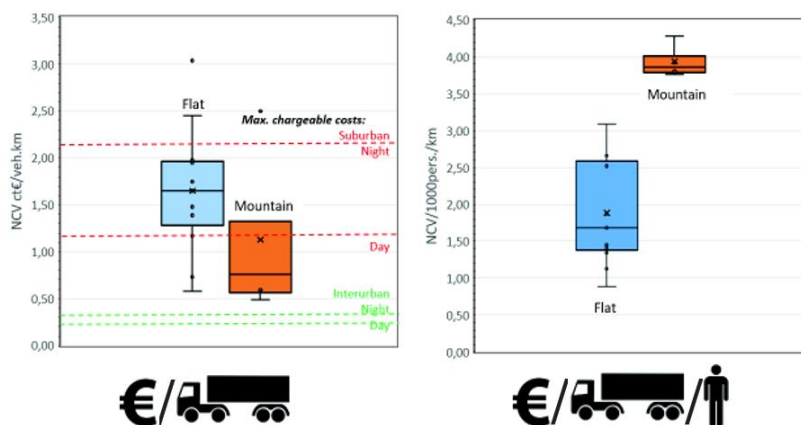 3,50
3,00
2,50
2,00
1,50
1,00
0,50
0,00
NCV ct€/veh.km
Flat
Max. chargeable costs:
Suburban
Night
Mountain
Day
Interurban
Night
Day
€/
4,50
4,00
3,50
3,00
2,50
2,00
1,50
1,00
0,50
0,00
NCV/1000pers./km
Mountain
Flat
€/ /